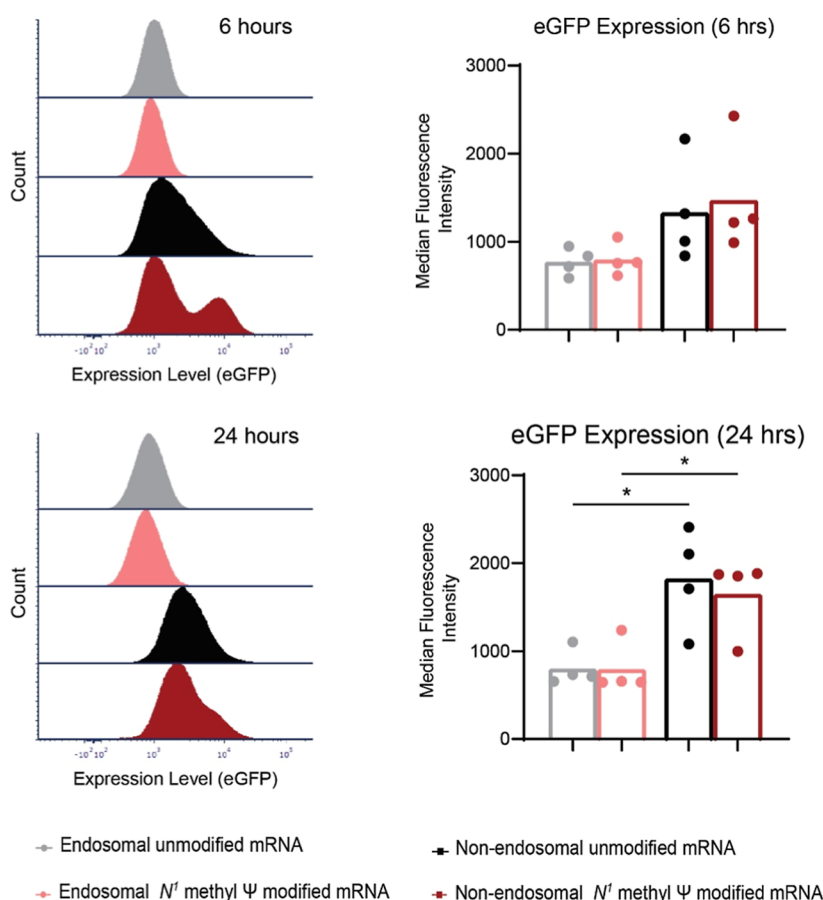 6 hours
Count
-10² 10² 10³ 10⁴ 10⁵
Expression Level (eGFP)
eGFP Expression (6 hrs)
Median Fluorescence
Intensity
3000
2000
1000
0
24 hours
Count
-10² 10² 10³ 10⁴ 10⁵
Expression Level (eGFP)
eGFP Expression (24 hrs)
Median Fluorescence
Intensity
3000
2000
1000
0
*
*
Endosomal unmodified mRNA
Non-endosomal unmodified mRNA
Endosomal N¹ methyl Ψ modified mRNA
Non-endosomal N¹ methyl Ψ modified mRNA